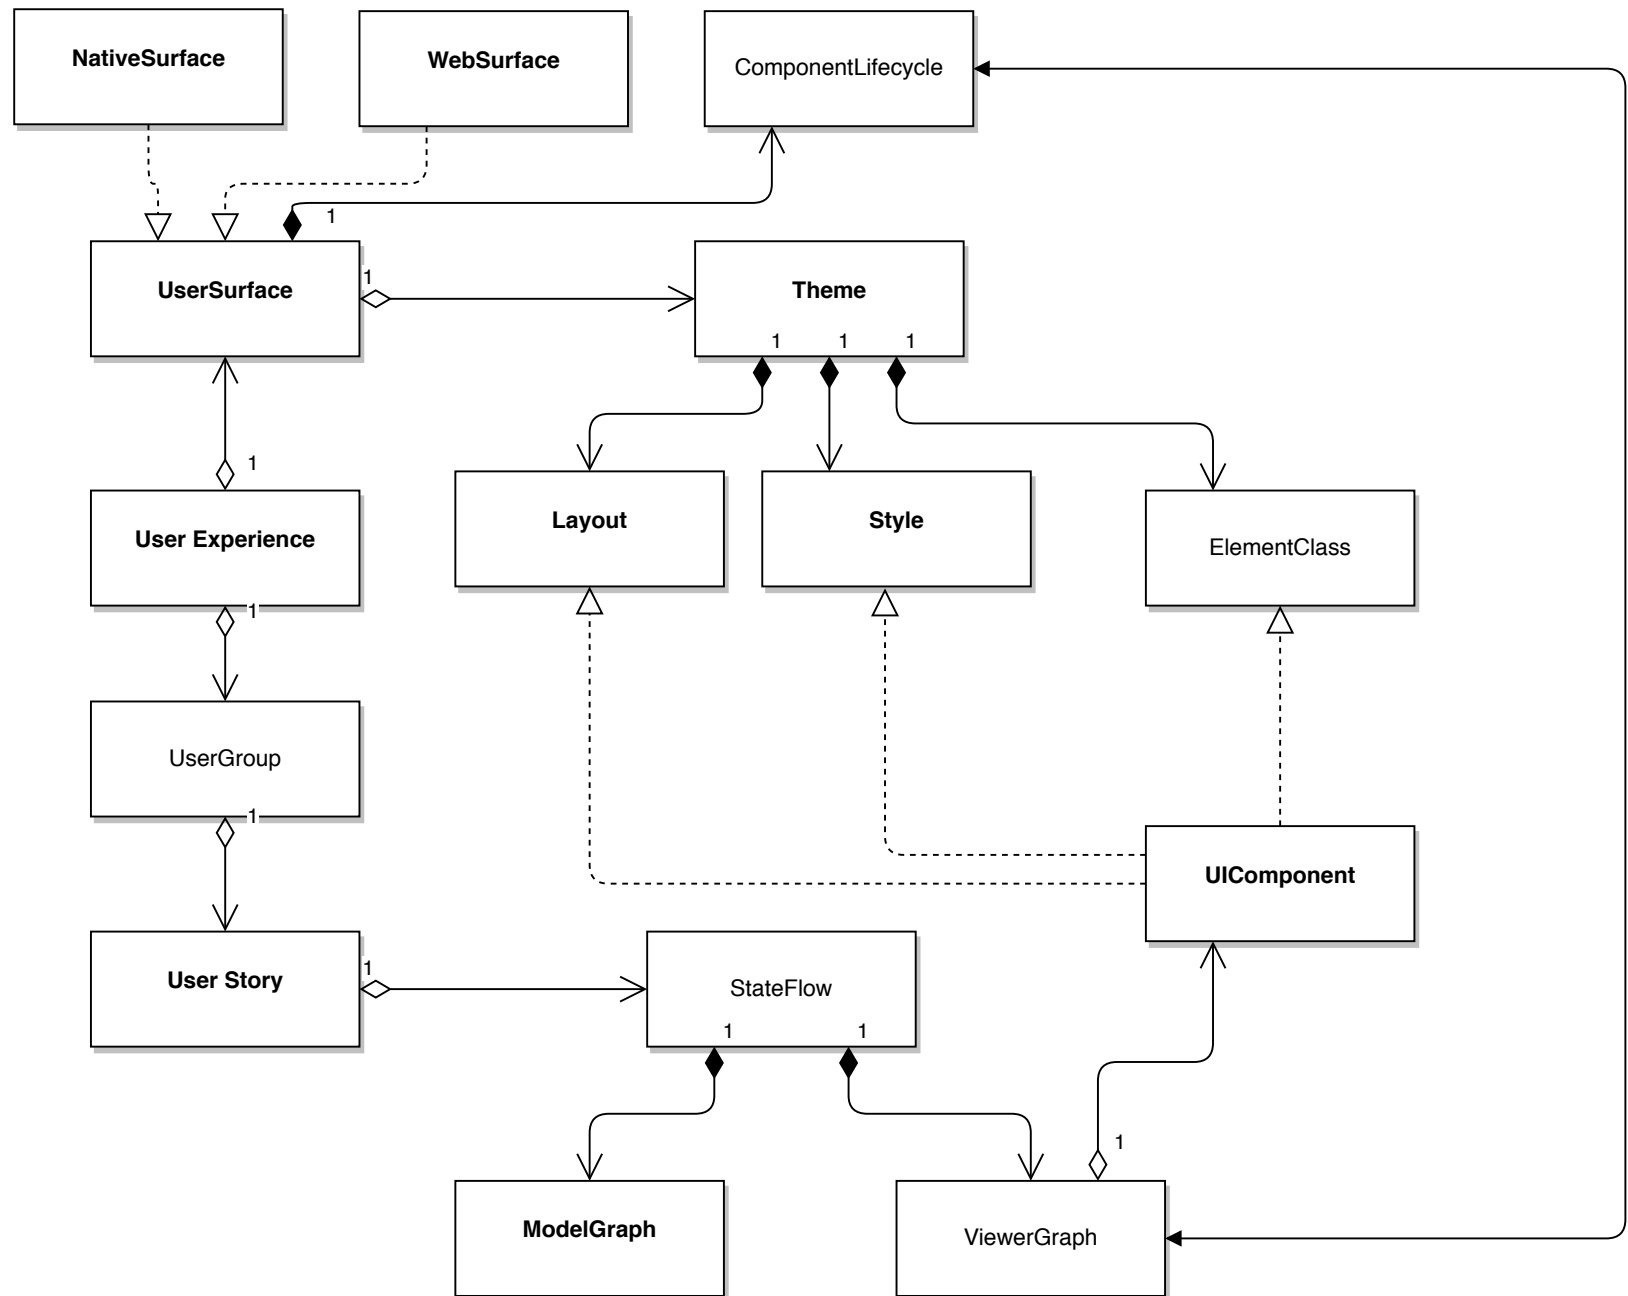 NativeSurface
WebSurface
ComponentLifecycle
1
UserSurface
1
Theme
1
1
1
1
User Experience
1
Layout
Style
ElementClass
UserGroup
1
UIComponent
User Story
1
StateFlow
1
1
1
ModelGraph
ViewerGraph